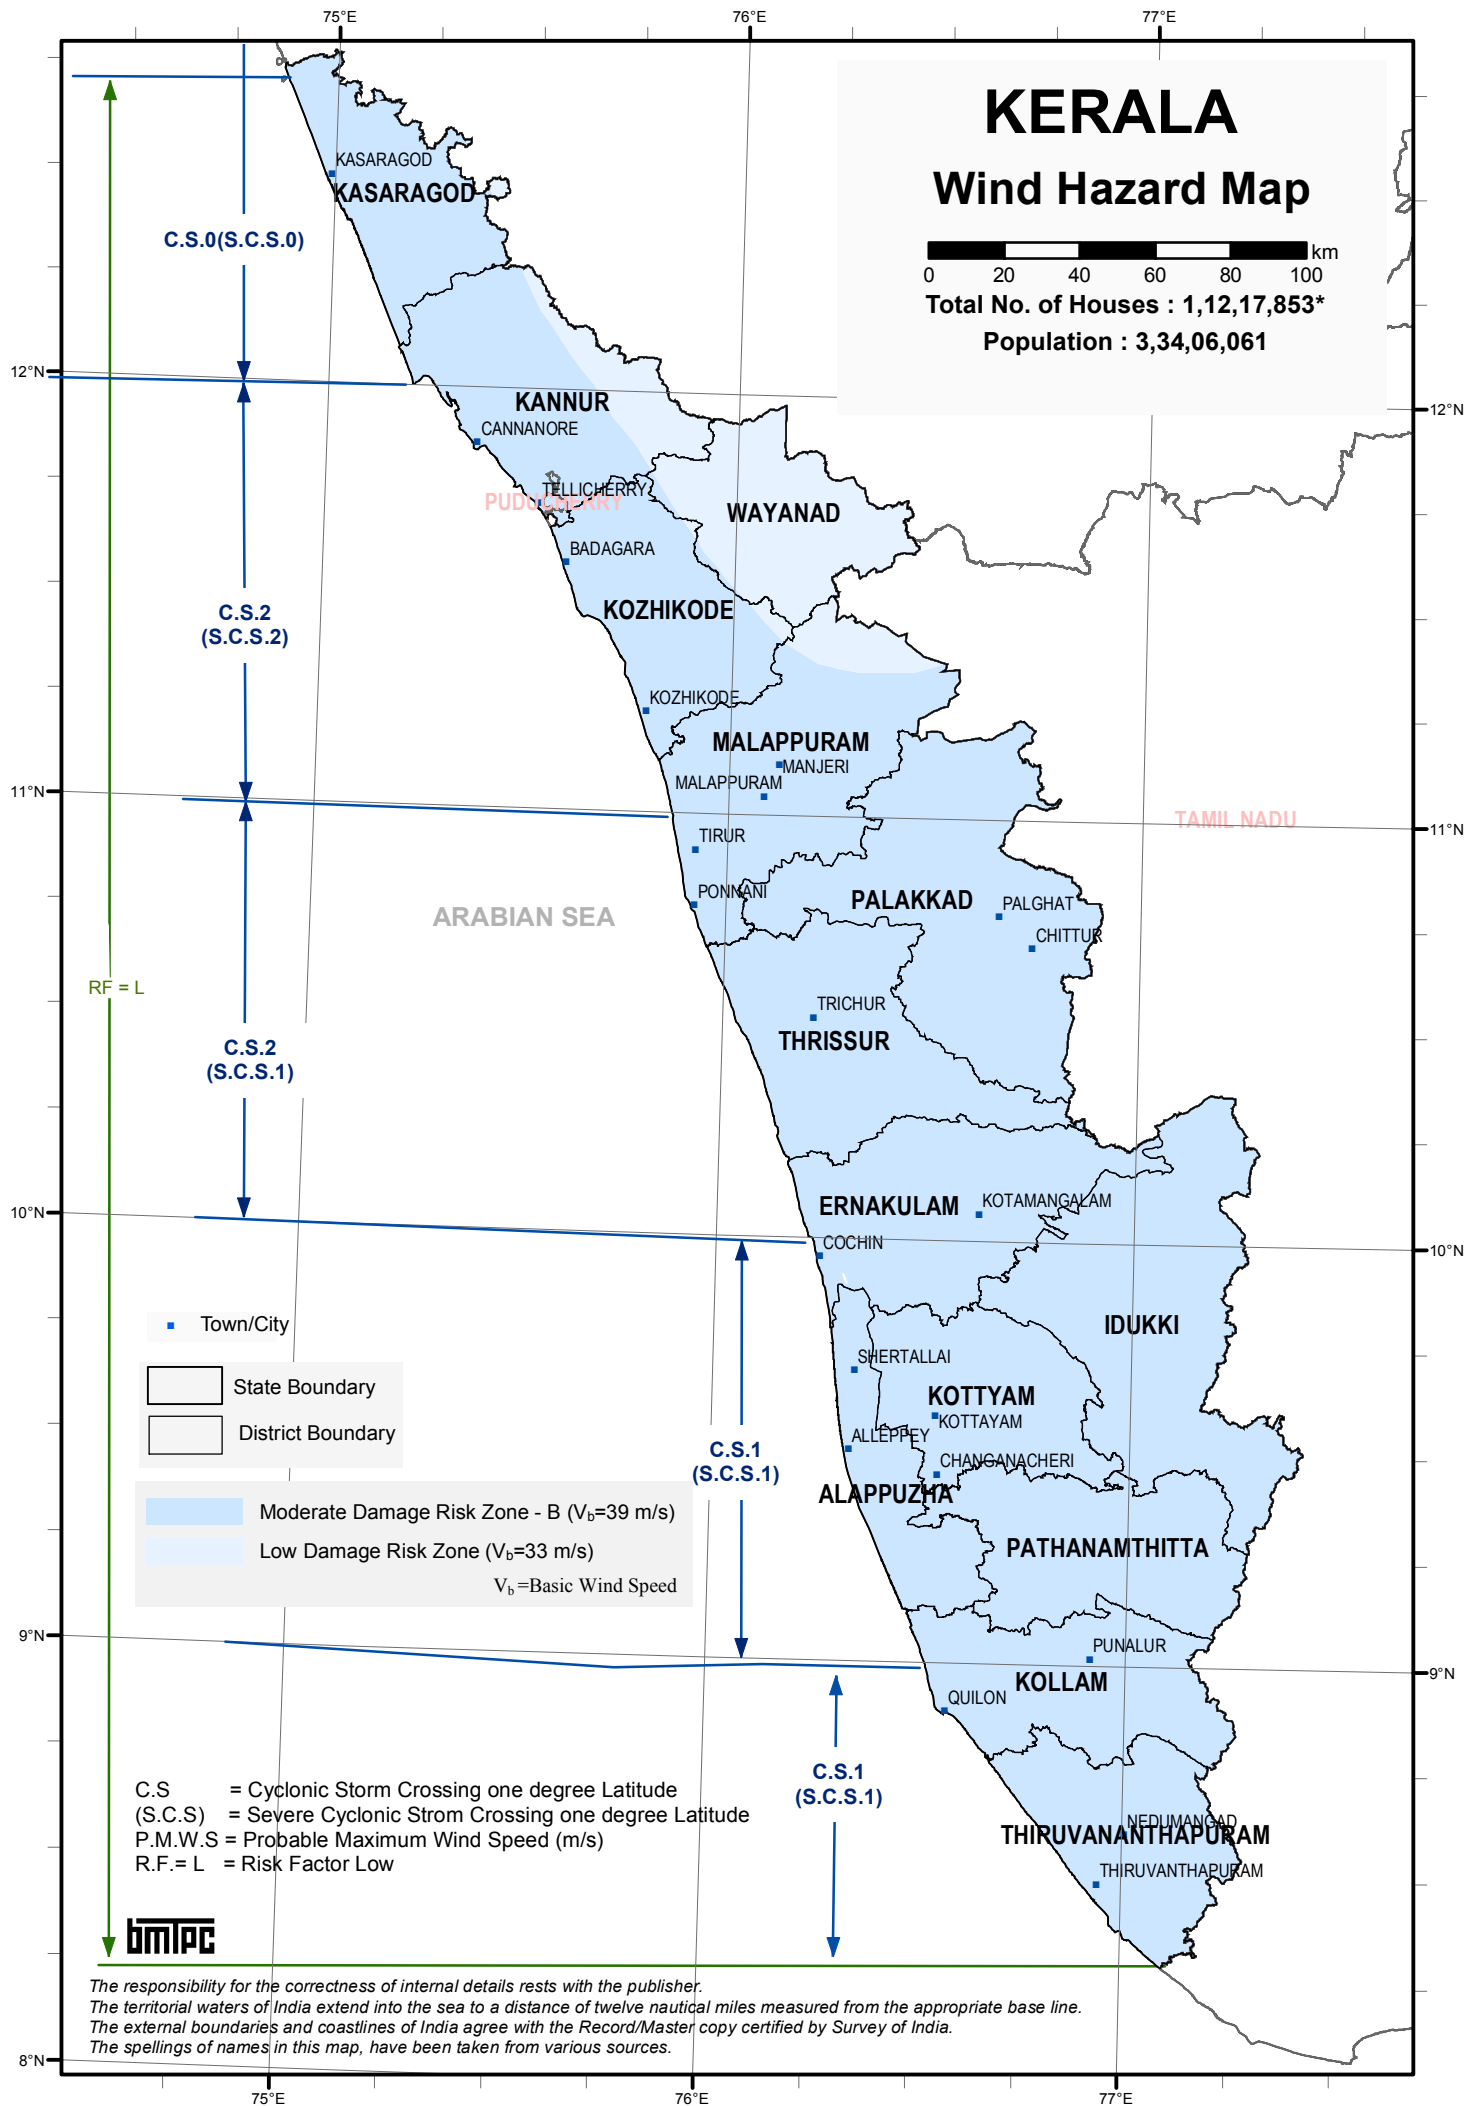 75°E
76°E
77°E
KERALA
Wind Hazard Map
km
0 20 40 60 80 100
Total No. of Houses : 1,12,17,853*
Population : 3,34,06,061
KASARAGOD
KASARAGOD
C.S.0(S.C.S.0)
12°N
12°N
KANNUR
CANNANORE
TELLICHERRY
PUDUCHERRY
WAYANAD
BADAGARA
KOZHIKODE
C.S.2
(S.C.S.2)
KOZHIKODE
MALAPPURAM
MANJERI
MALAPPURAM
11°N
11°N
TAMIL NADU
TIRUR
PONNANI
PALAKKAD
PALGHAT
CHITTUR
ARABIAN SEA
RF = L
TRICHUR
THRISSUR
C.S.2
(S.C.S.1)
10°N
10°N
ERNAKULAM
KOTAMANGALAM
COCHIN
IDUKKI
Town/City
State Boundary
District Boundary
SHERTALLAI
KOTTYAM
KOTTAYAM
ALLEPPEY
CHANGANACHERI
ALAPPUZHA
C.S.1
(S.C.S.1)
Moderate Damage Risk Zone - B (Vb=39 m/s)
Low Damage Risk Zone (Vb=33 m/s)
Vb=Basic Wind Speed
PATHANAMTHITTA
9°N
9°N
PUNALUR
KOLLAM
QUILON
C.S.1
(S.C.S.1)
C.S = Cyclonic Storm Crossing one degree Latitude
(S.C.S) = Severe Cyclonic Strom Crossing one degree Latitude
P.M.W.S = Probable Maximum Wind Speed (m/s)
R.F.= L = Risk Factor Low
NEDUMANGAD
THIRUVANANTHAPURAM
THIRUVANTHAPURAM
bmTPC
The responsibility for the correctness of internal details rests with the publisher.
The territorial waters of India extend into the sea to a distance of twelve nautical miles measured from the appropriate base line.
The external boundaries and coastlines of India agree with the Record/Master copy certified by Survey of India.
The spellings of names in this map, have been taken from various sources.
8°N
75°E
76°E
77°E